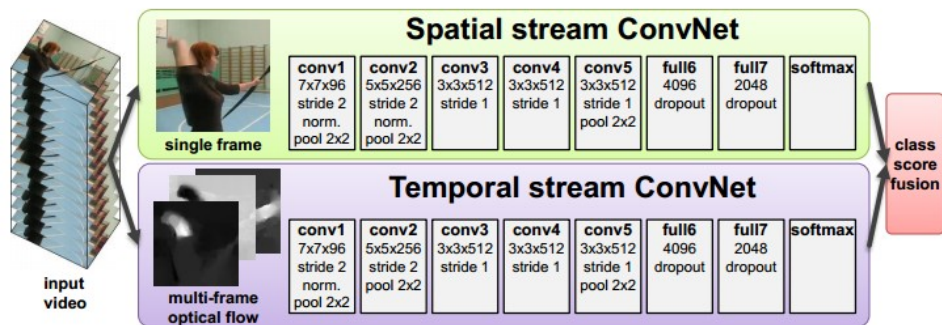 Spatial stream ConvNet
conv1
7x7x96
stride 2
norm.
pool 2x2
conv2
5x5x256
stride 2
norm.
pool 2x2
conv3
3x3x512
stride 1
conv4
3x3x512
stride 1
conv5
3x3x512
stride 1
pool 2x2
full6
4096
dropout
full7
2048
dropout
softmax
single frame
Temporal stream ConvNet
conv1
7x7x96
stride 2
norm.
pool 2x2
conv2
5x5x256
stride 2
pool 2x2
conv3
3x3x512
stride 1
conv4
3x3x512
stride 1
conv5
3x3x512
stride 1
pool 2x2
full6
4096
dropout
full7
2048
dropout
softmax
multi-frame
optical flow
input
video
class
score
fusion